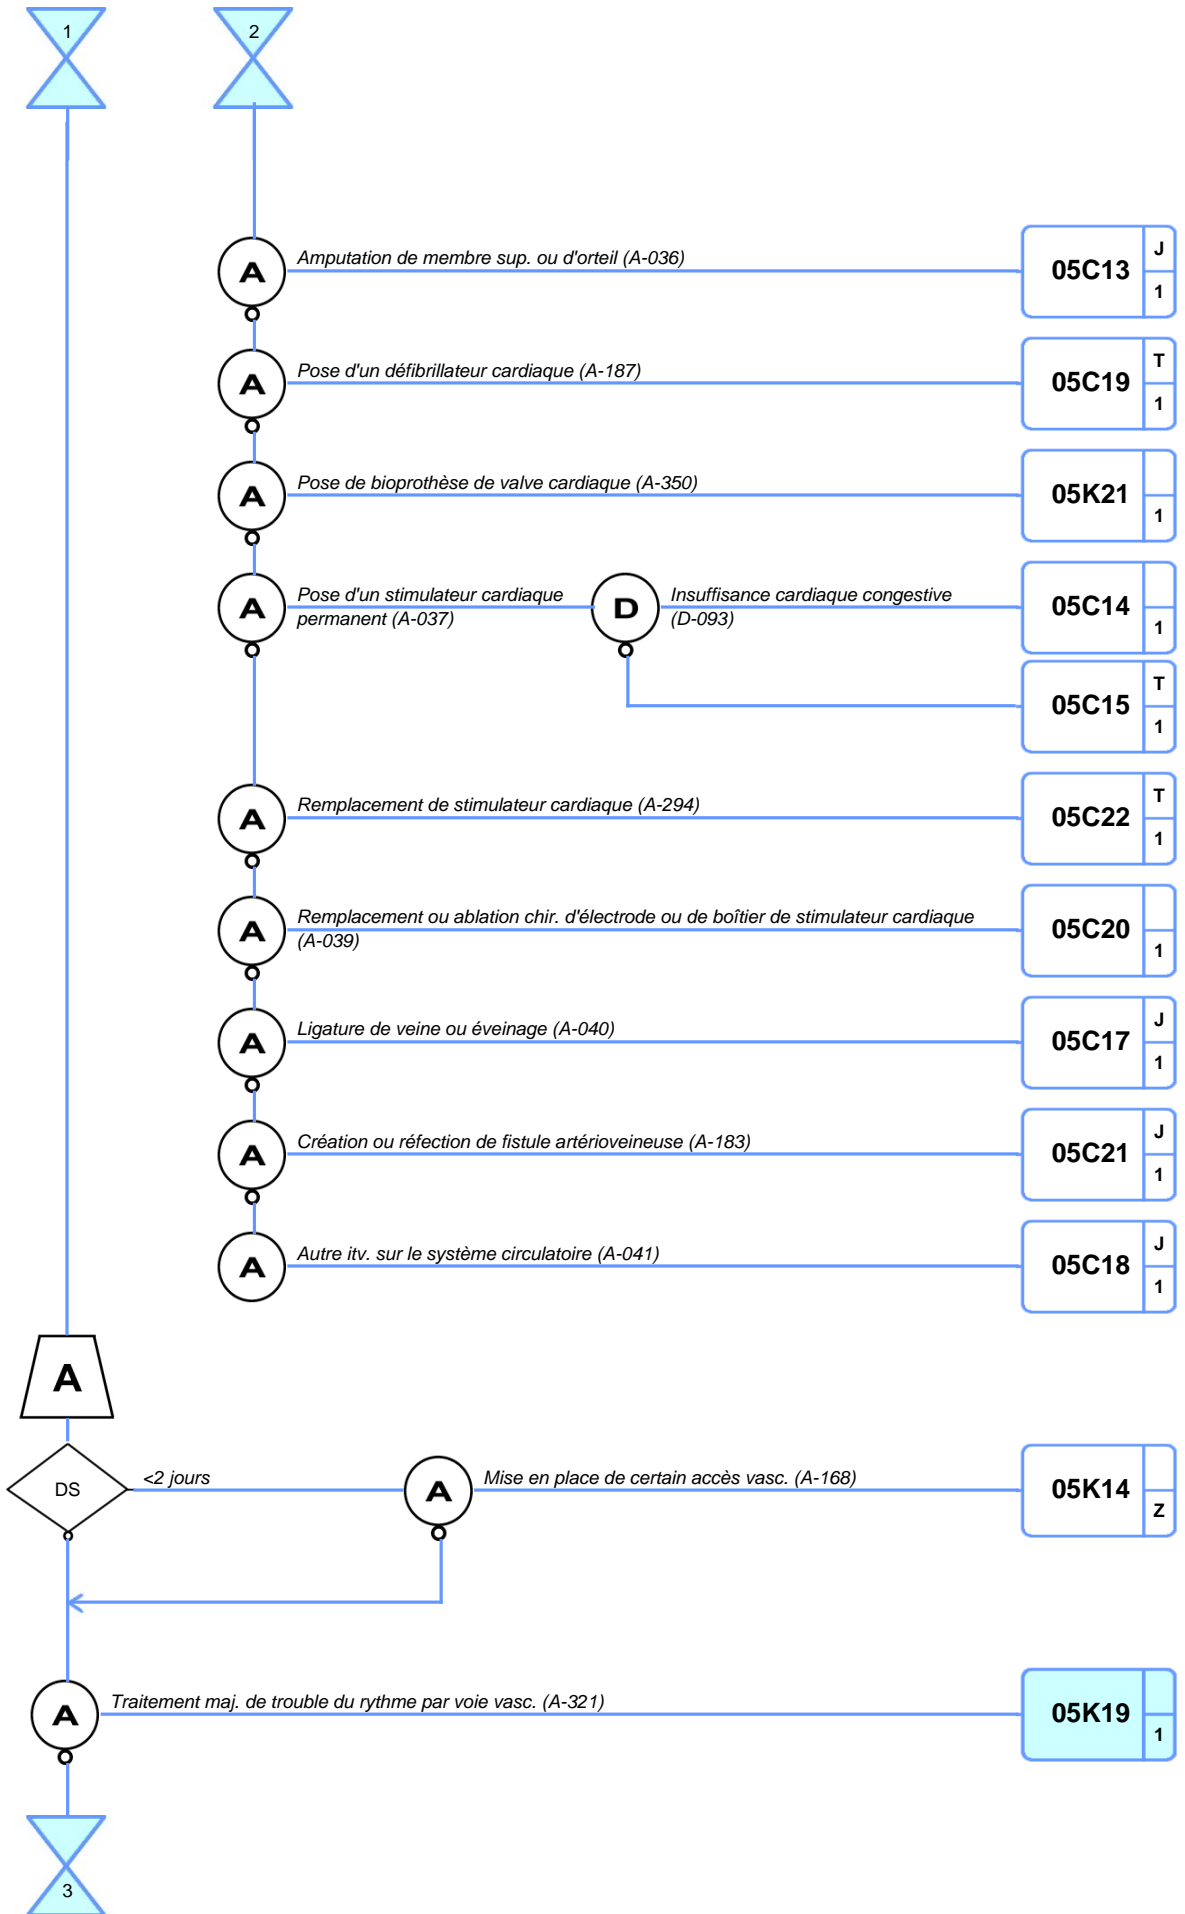 1
2
A
Amputation de membre sup. ou d'orteil (A-036)
05C13
J
1
A
Pose d'un défibrillateur cardiaque (A-187)
05C19
T
1
A
Pose de bioprothèse de valve cardiaque (A-350)
05K21
1
A
Pose d'un stimulateur cardiaque
permanent (A-037)
D
Insuffisance cardiaque congestive
(D-093)
05C14
1
05C15
T
1
A
Remplacement de stimulateur cardiaque (A-294)
05C22
T
1
A
Remplacement ou ablation chir. d'électrode ou de boîtier de stimulateur cardiaque
(A-039)
05C20
1
A
Ligature de veine ou éveinage (A-040)
05C17
J
1
A
Création ou réfection de fistule artérioveineuse (A-183)
05C21
J
1
A
Autre itv. sur le système circulatoire (A-041)
05C18
J
1
A
DS
<2 jours
A
Mise en place de certain accès vasc. (A-168)
05K14
Z
A
Traitement maj. de trouble du rythme par voie vasc. (A-321)
05K19
1
3